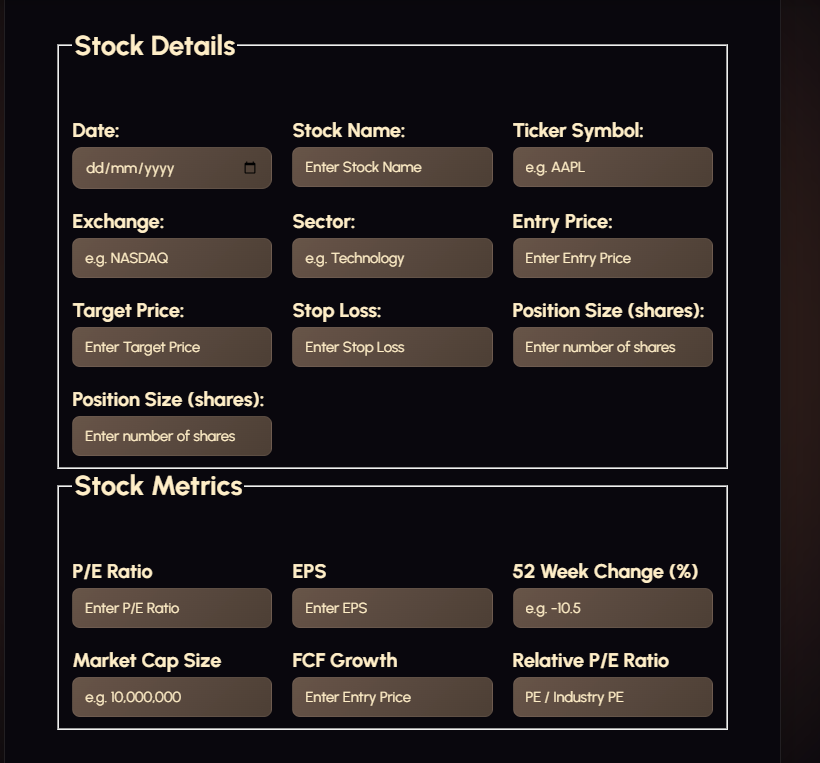 Stock Details
Date: Stock Name: Ticker Symbol:
dd/mm/yyyy Enter Stock Name e.g. AAPL
Exchange: Sector: Entry Price:
e.g. NASDAQ e.g. Technology Enter Entry Price
Target Price: Stop Loss: Position Size (shares):
Enter Target Price Enter Stop Loss Enter number of shares
Position Size (shares):
Enter number of shares
Stock Metrics
P/E Ratio EPS 52 Week Change (%)
Enter P/E Ratio Enter EPS e.g. -10.5
Market Cap Size FCF Growth Relative P/E Ratio
e.g. 10,000,000 Enter Entry Price PE / Industry PE